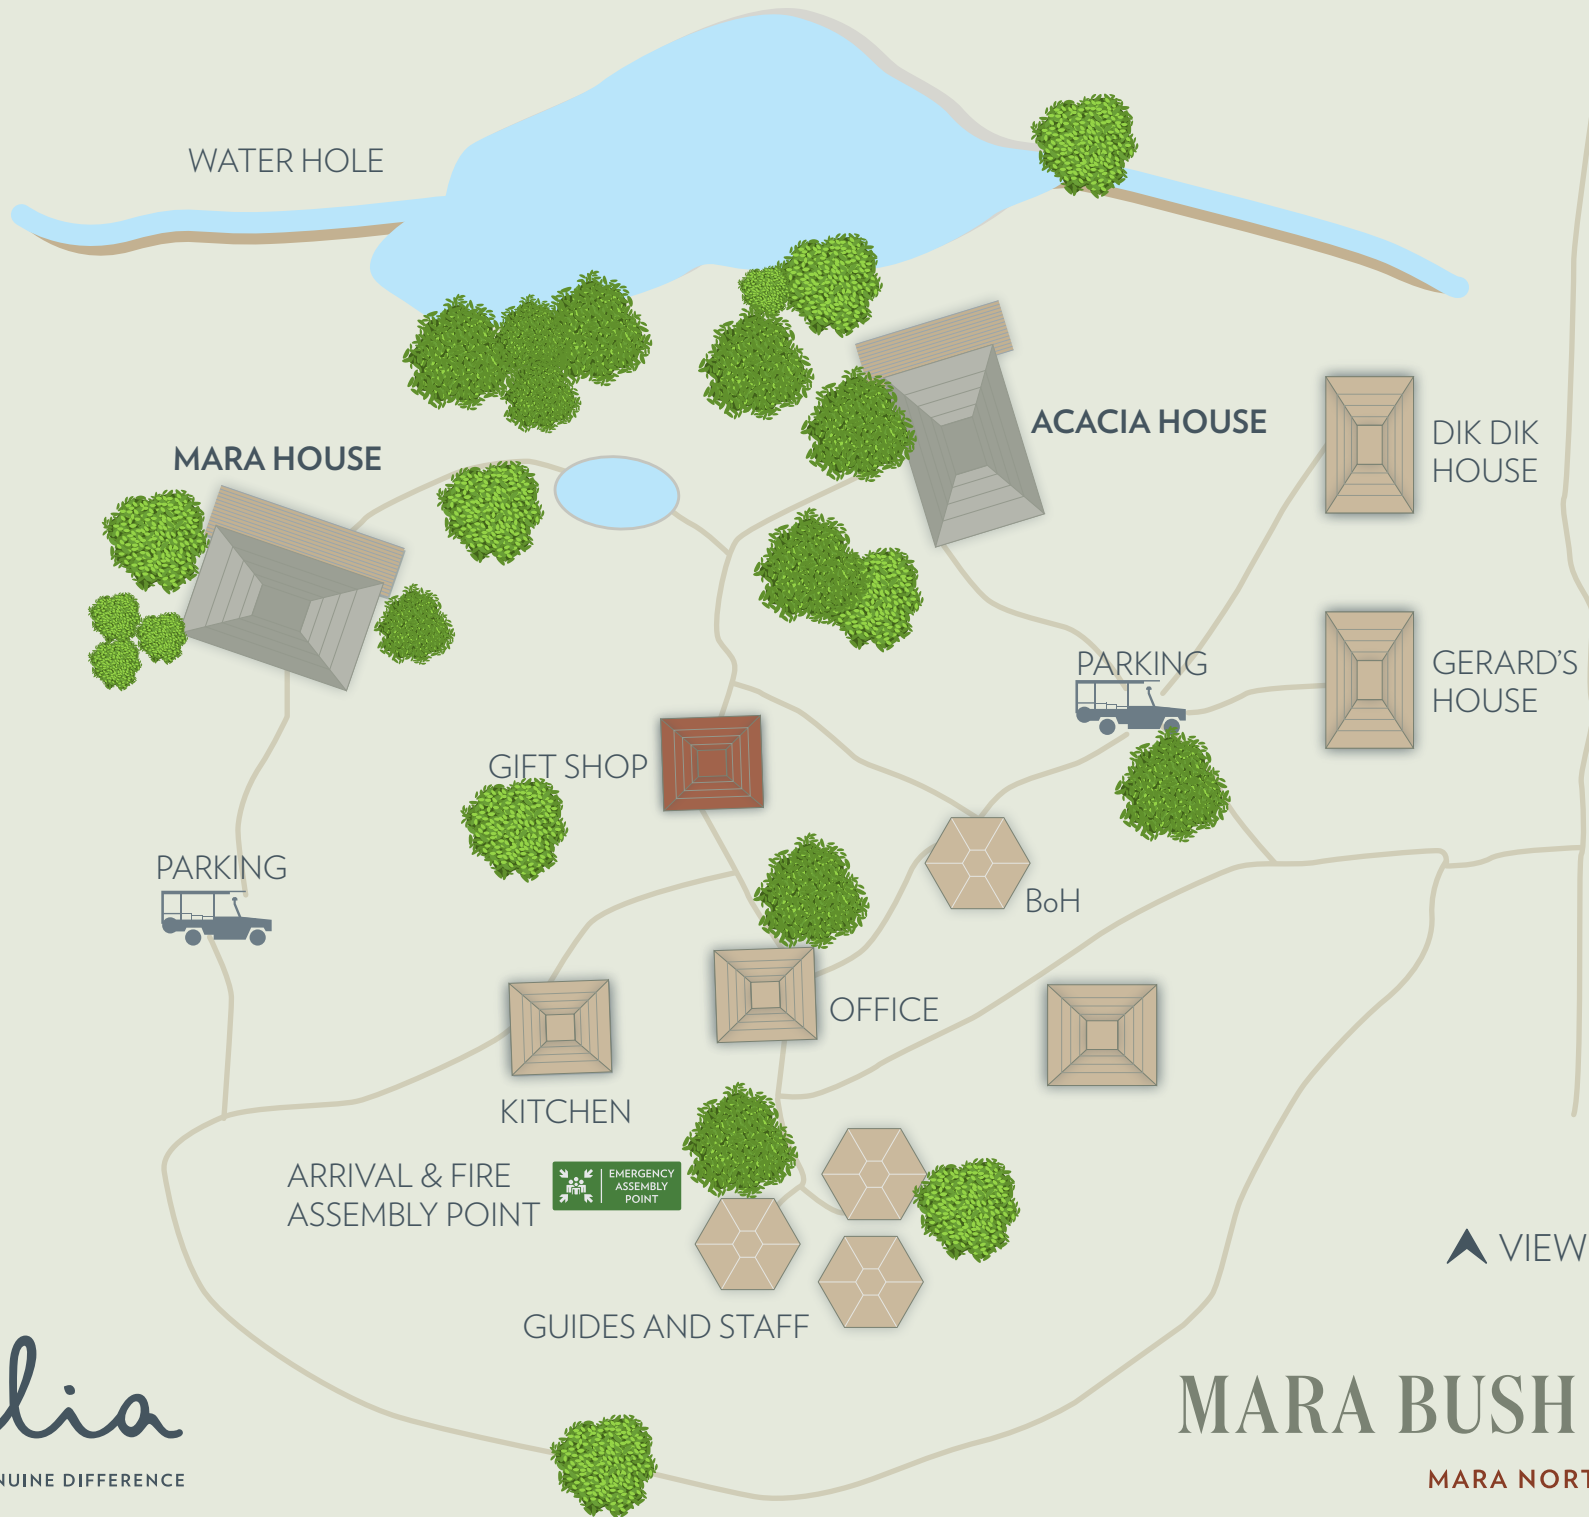 WATER HOLE
ACACIA HOUSE
DIK DIK
HOUSE
MARA HOUSE
PARKING
GERARD'S
HOUSE
GIFT SHOP
PARKING
BoH
OFFICE
KITCHEN
ARRIVAL & FIRE
ASSEMBLY POINT
EMERGENCY
ASSEMBLY
POINT
VIEW
GUIDES AND STAFF
lia
NUINE DIFFERENCE
MARA BUSH
MARA NORT